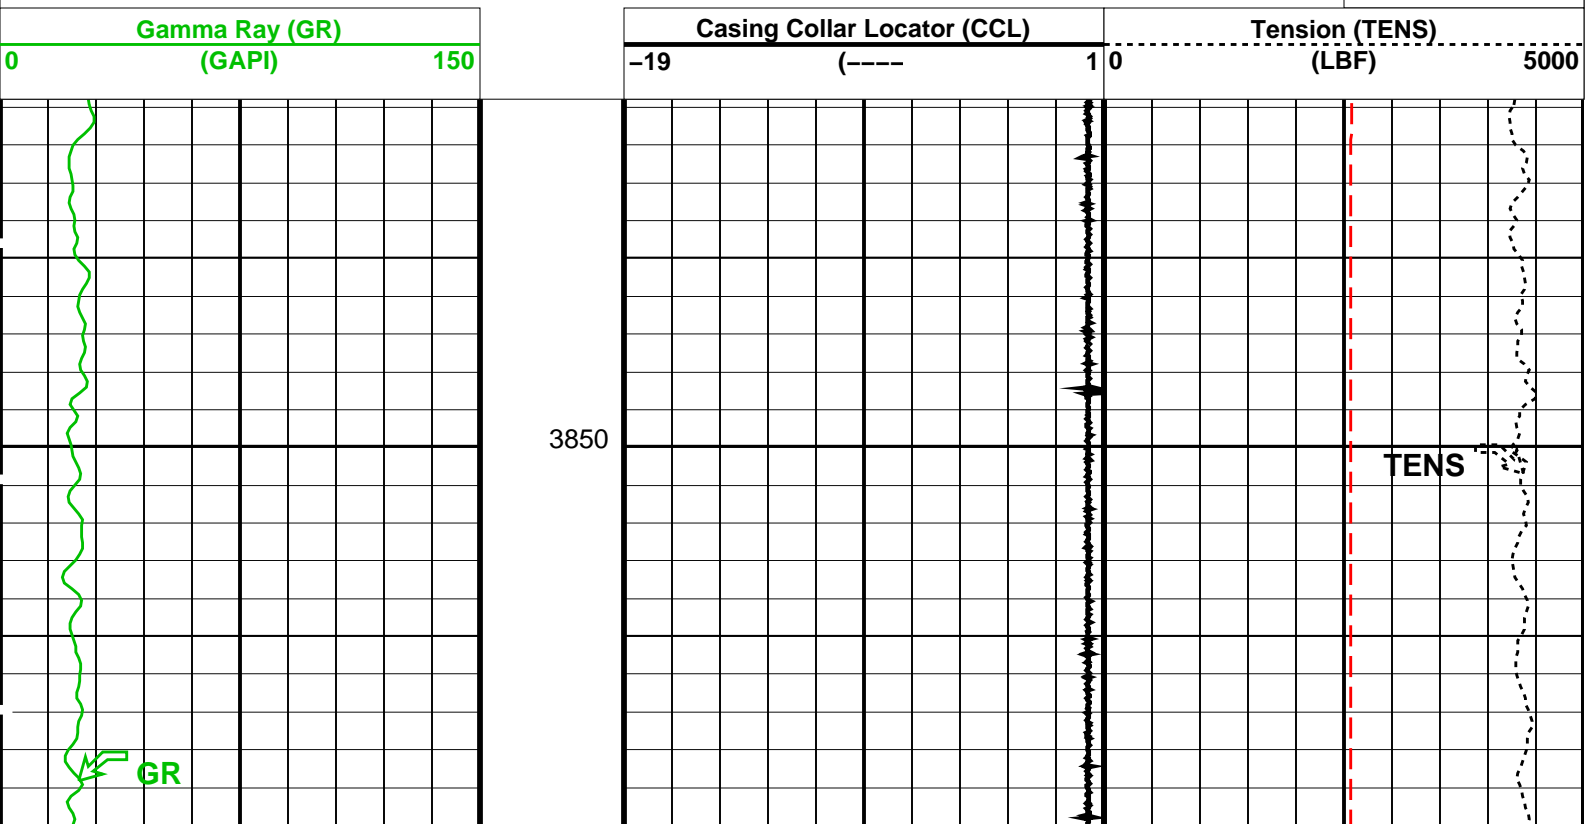 Gamma Ray (GR)
0 (GAPI) 150
Casing Collar Locator (CCL)
−19 (−−−− 1
Tension (TENS)
0 (LBF) 5000
3850
TENS
GR